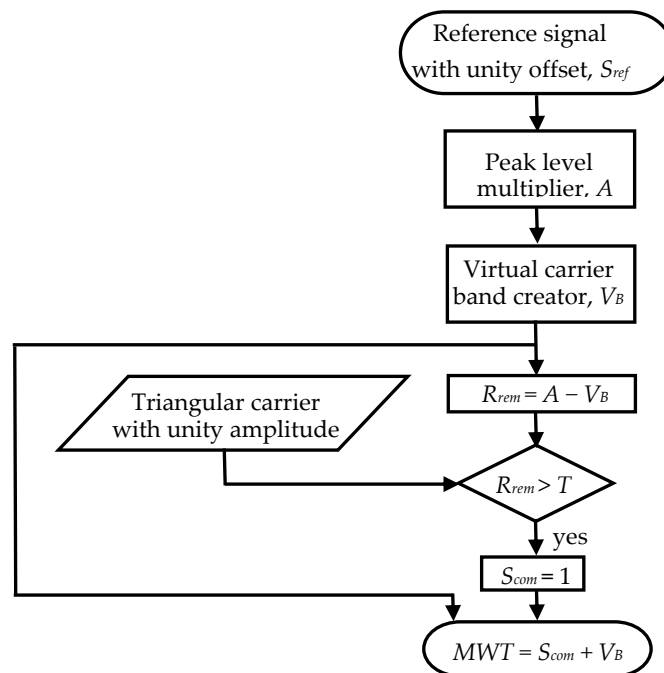 Reference signal
with unity offset, Sref
Peak level
multiplier, A
Virtual carrier
band creator, VB
Rrem = A − VB
Triangular carrier
with unity amplitude
Rrem > T
yes
Scom = 1
MWT = Scom + VB